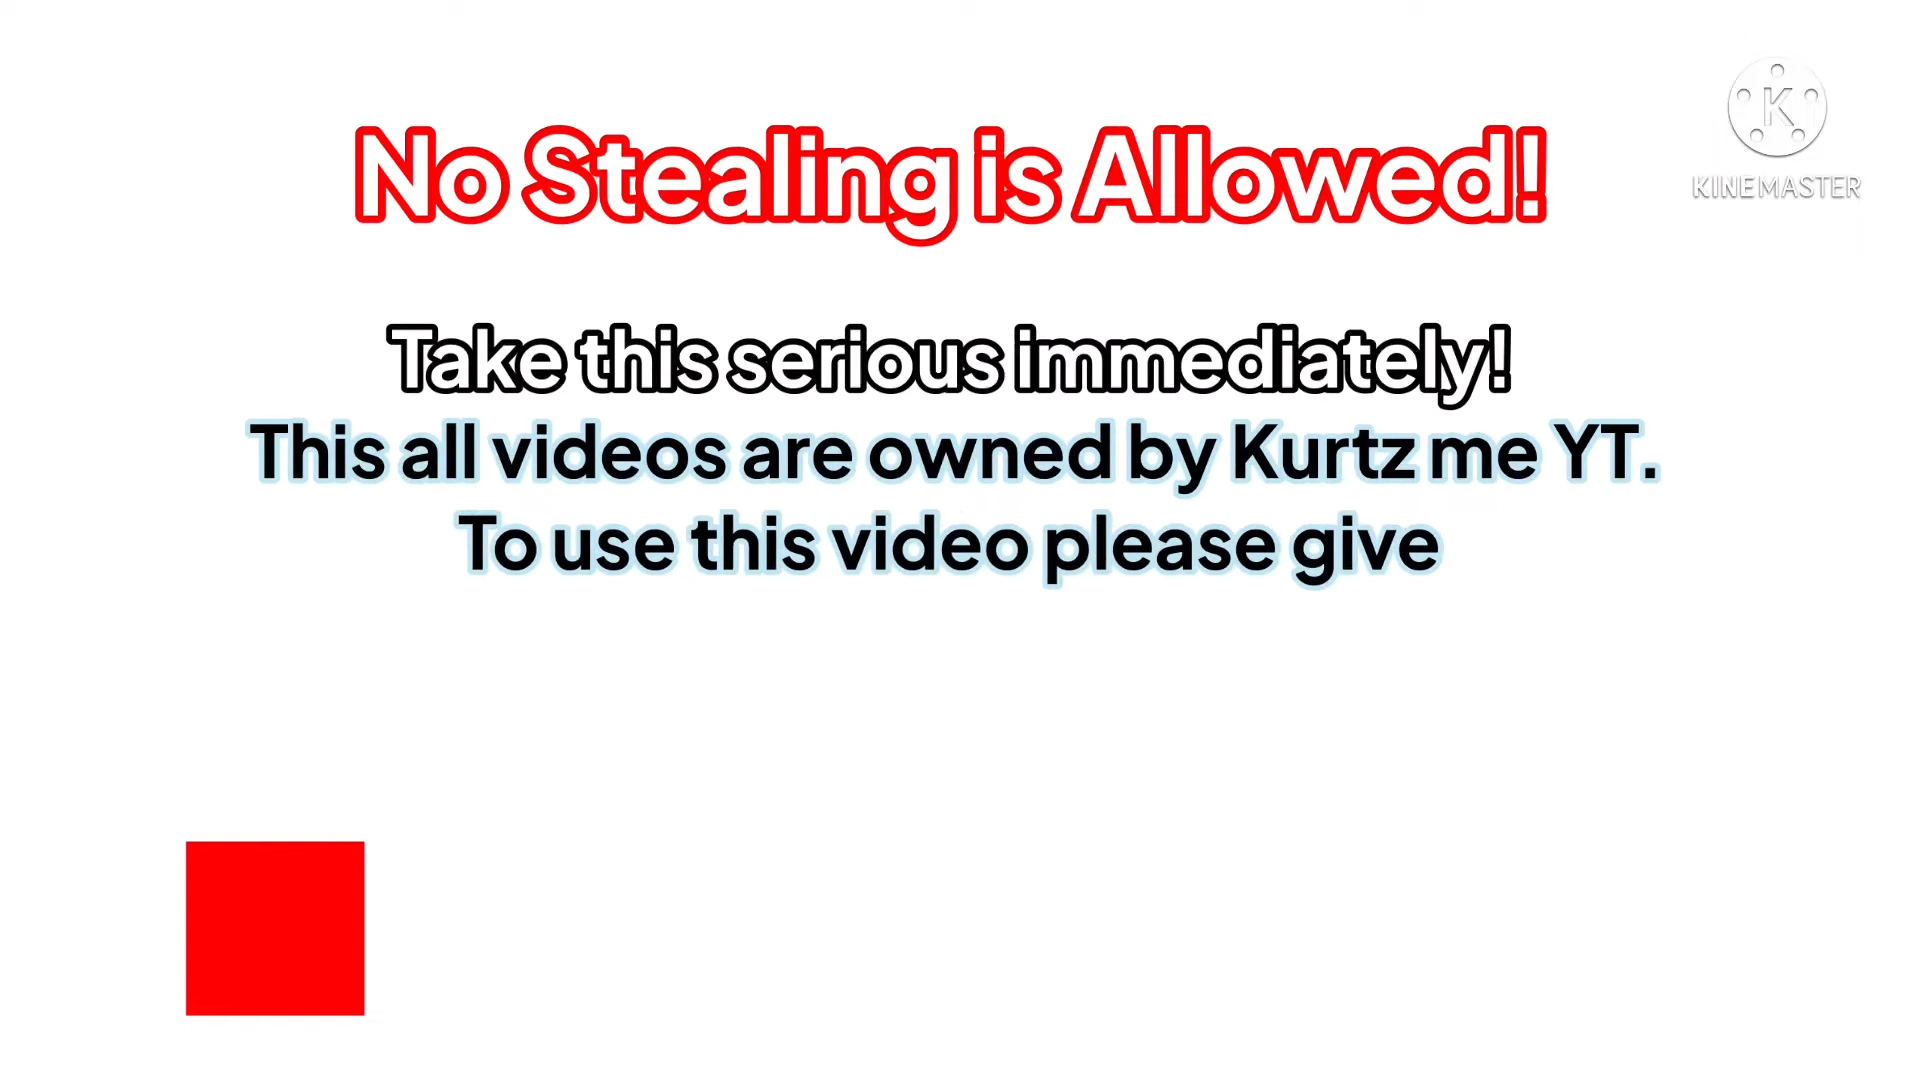 No Stealing is Allowed!
K
KINEMASTER
Take this serious immediately!
This all videos are owned by Kurtz me YT.
To use this video please give